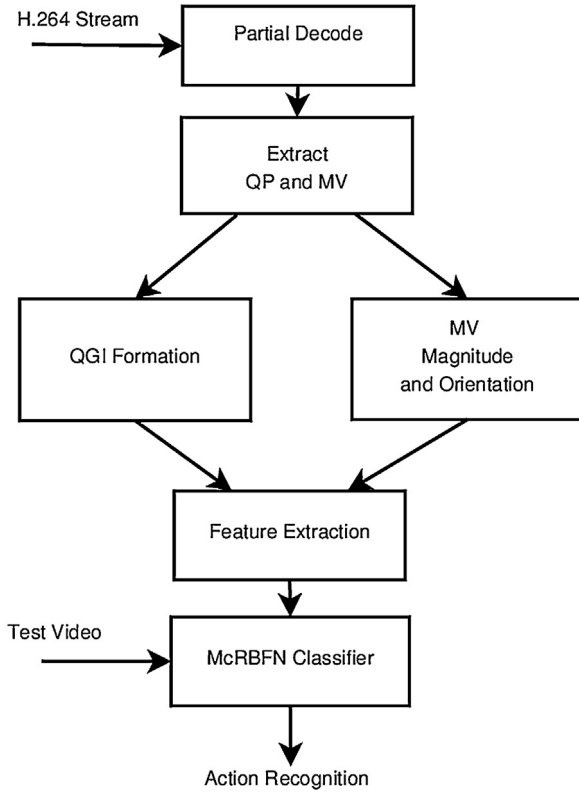 H.264 Stream
Partial Decode
Extract
QP and MV
QGI Formation
MV
Magnitude
and Orientation
Feature Extraction
Test Video
McRBFN Classifier
Action Recognition